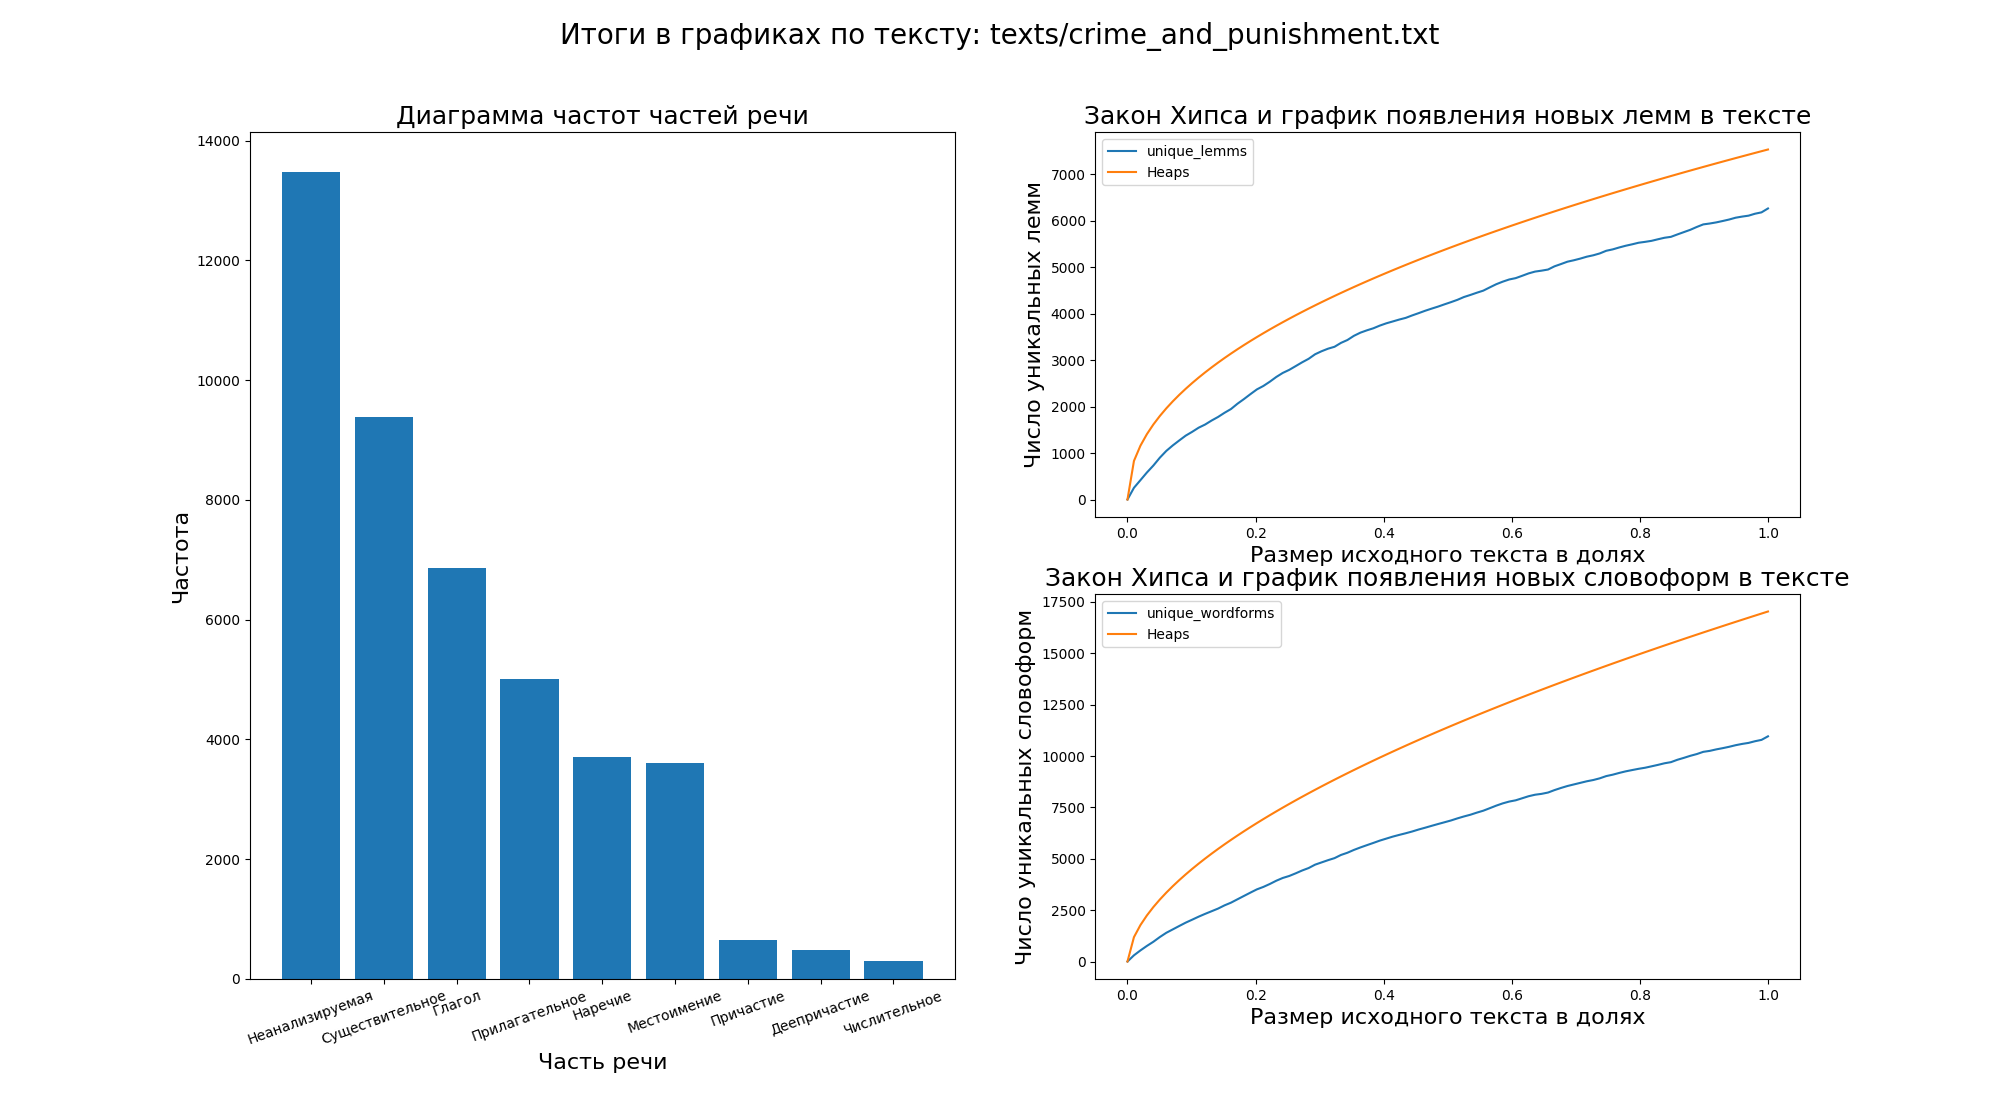 Итоги в графиках по тексту: texts/crime_and_punishment.txt
Диаграмма частот частей речи
14000
12000
10000
8000
6000
4000
2000
0
Частота
Неанализируемая
Существительное
Глагол
Прилагательное
Наречие
Местоимение
Причастие
Деепричастие
Числительное
Часть речи
Закон Хипса и график появления новых лемм в тексте
unique_lemms
Heaps
7000
6000
5000
4000
3000
2000
1000
0
Число уникальных лемм
0.0 0.2 0.4 0.6 0.8 1.0
Размер исходного текста в долях
Закон Хипса и график появления новых словоформ в тексте
unique_wordforms
Heaps
17500
15000
12500
10000
7500
5000
2500
0
Число уникальных словоформ
0.0 0.2 0.4 0.6 0.8 1.0
Размер исходного текста в долях